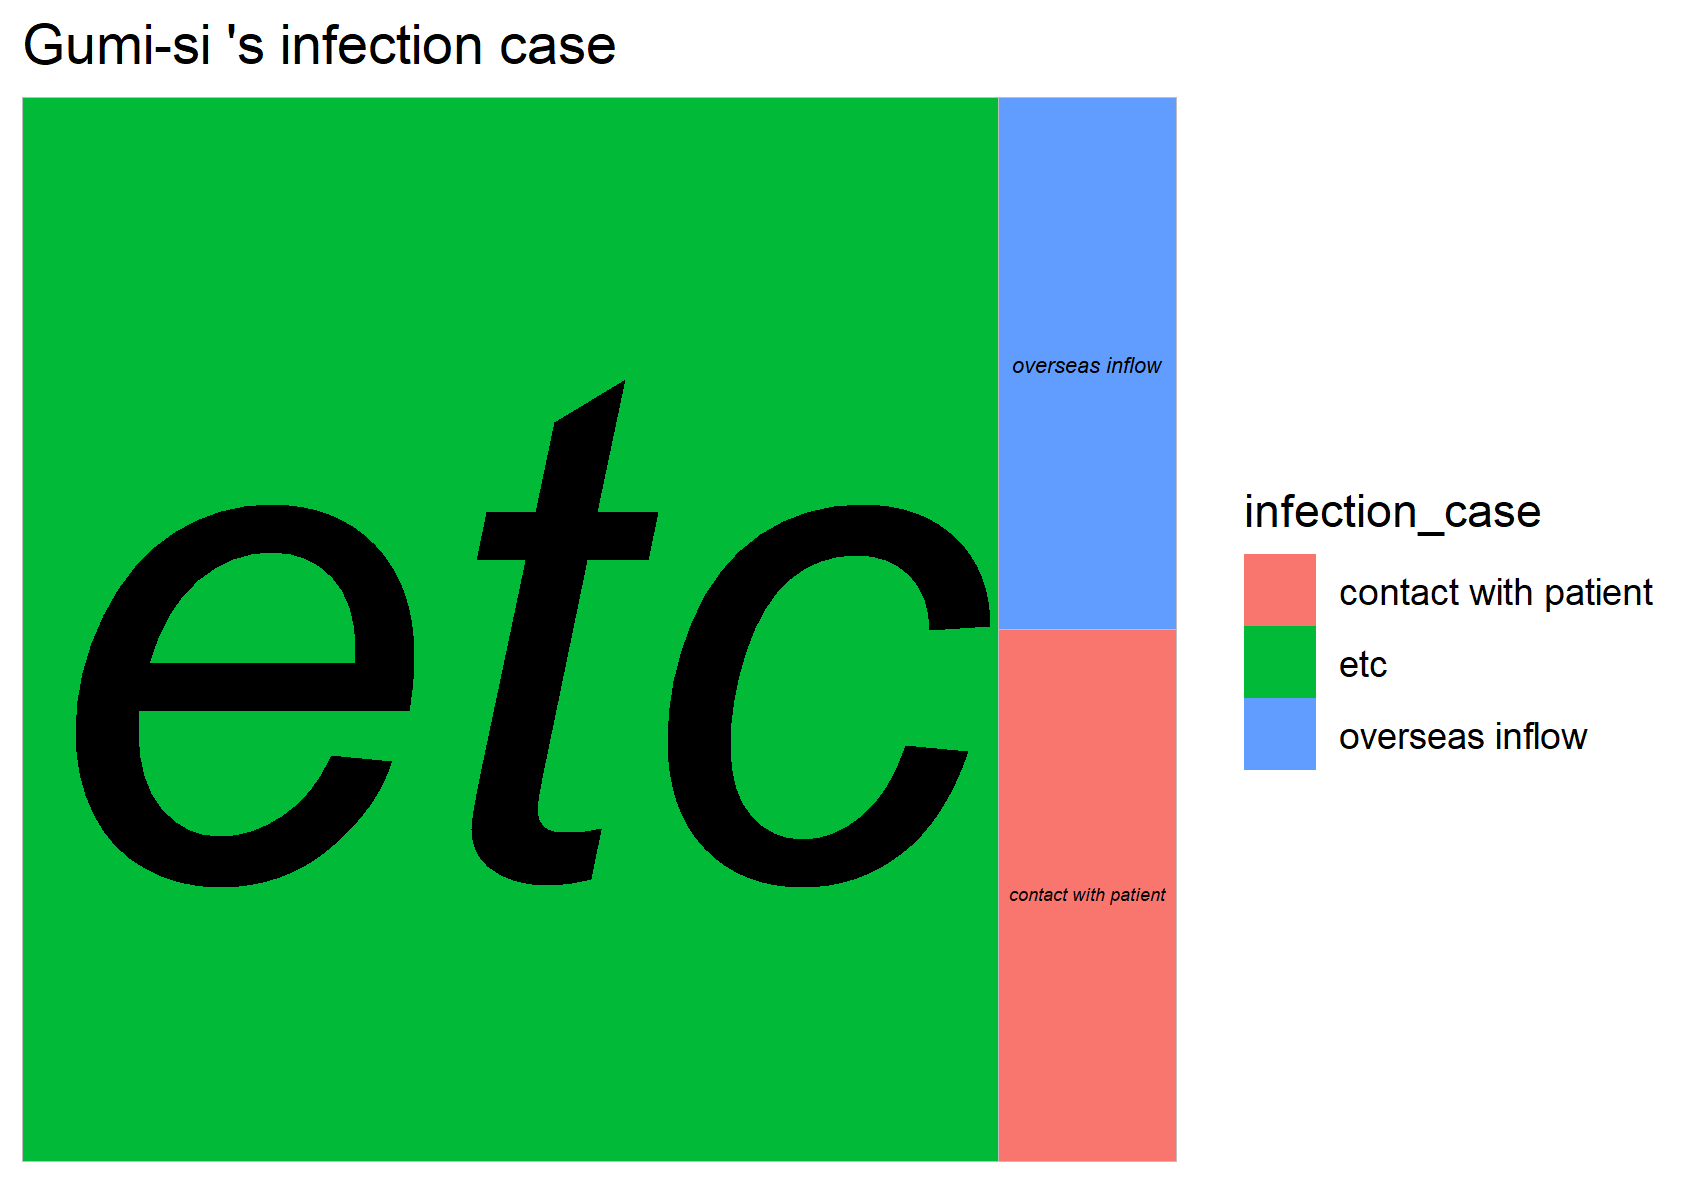 Gumi-si 's infection case
etc
overseas inflow
contact with patient
infection_case
contact with patient
etc
overseas inflow